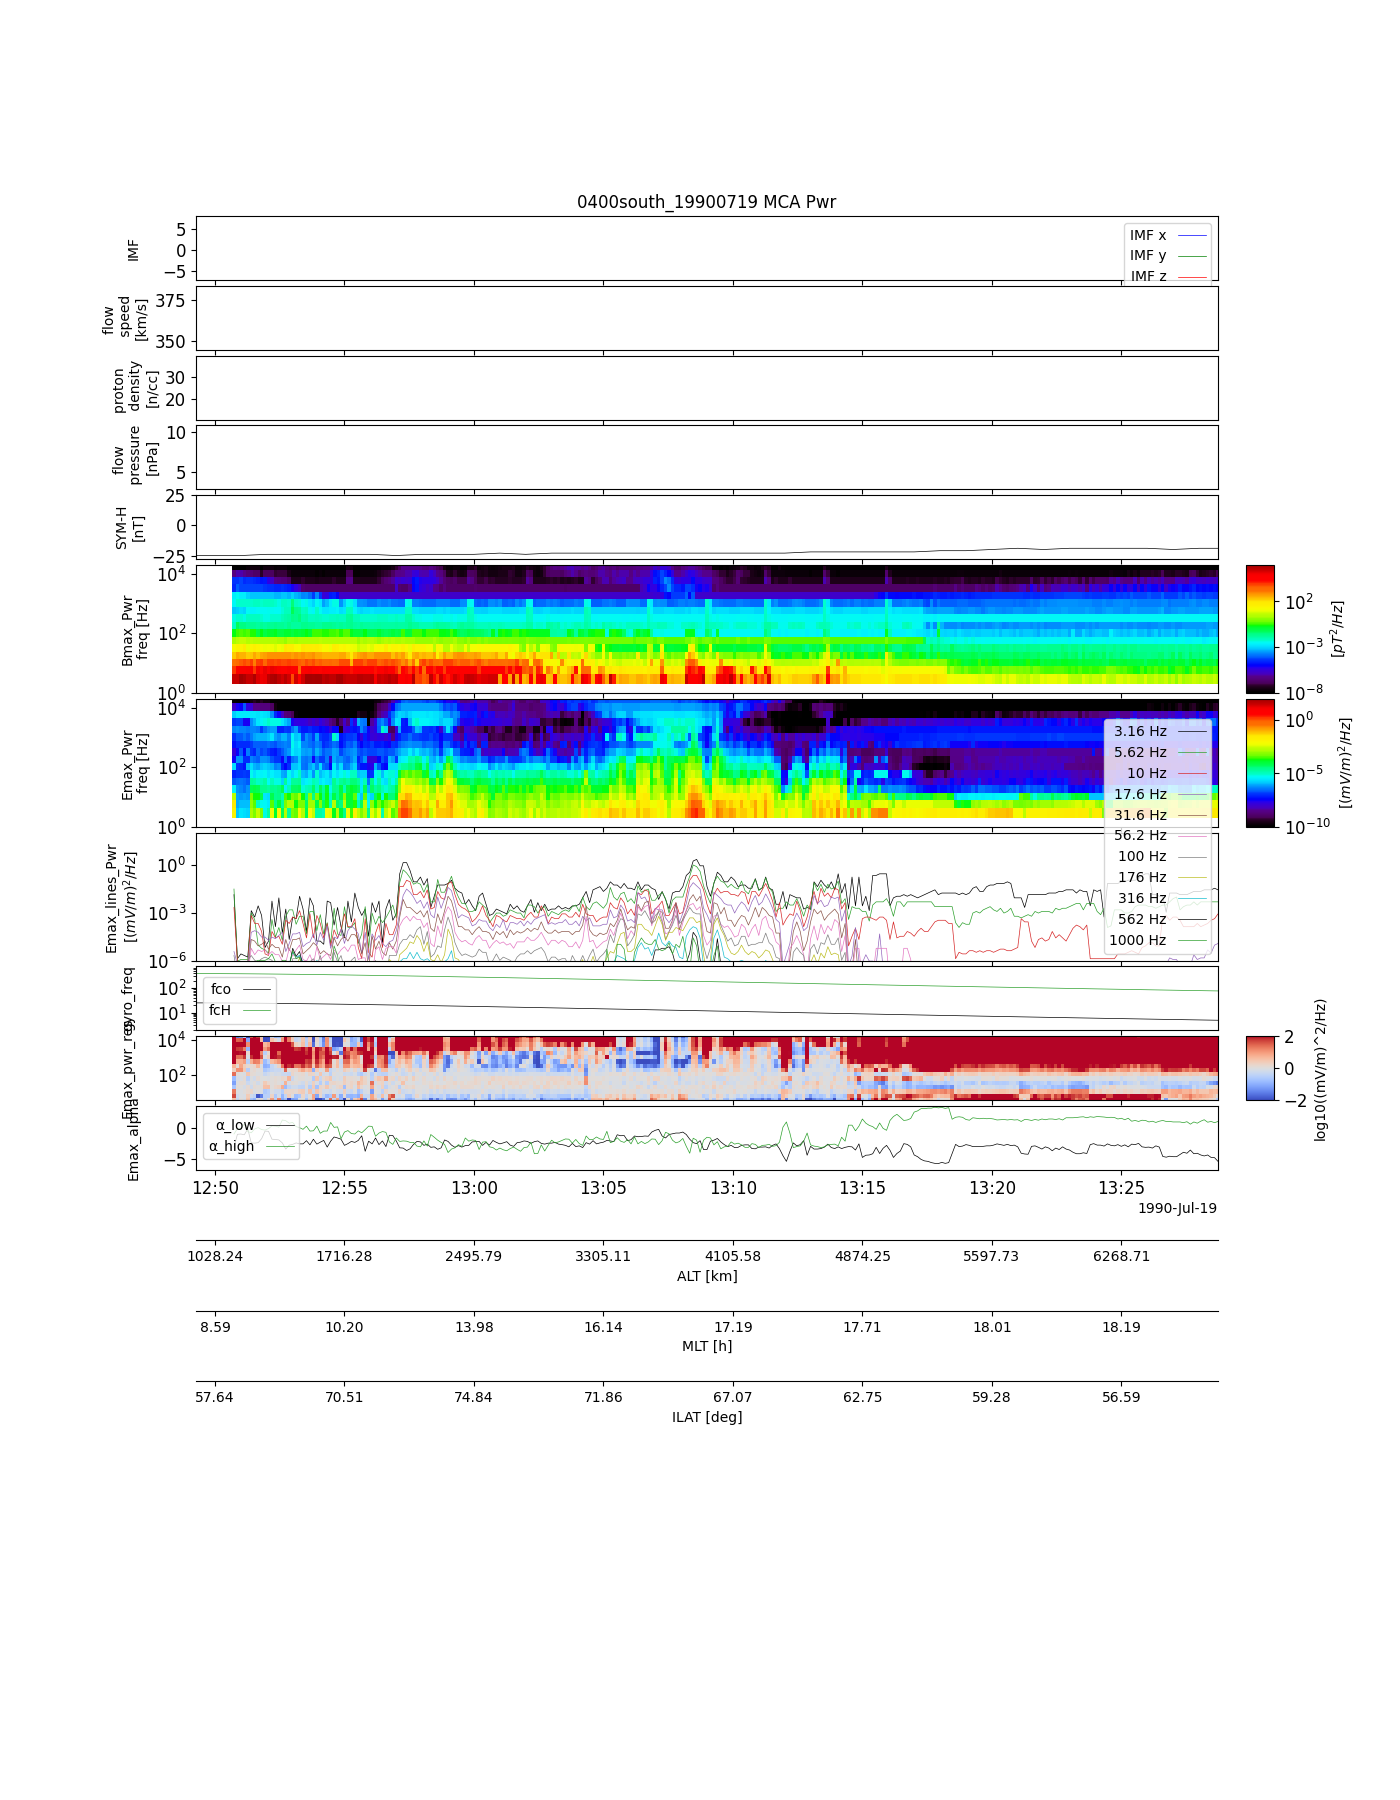 0400south_19900719 MCA Pwr
IMF
5
0
−5
IMF x
IMF y
IMF z
flow
speed
[km/s]
375
350
proton
density
[n/cc]
30
20
flow
pressure
[nPa]
10
5
SYM-H
[nT]
25
0
−25
Bmax_Pwr
freq [Hz]
10^4
10^2
10^0
10^2
10^−3
10^−8
[pT^2/Hz]
Emax_Pwr
freq [Hz]
10^4
10^2
10^0
10^0
10^−5
10^−10
[(mV/m)^2/Hz]
3.16 Hz
5.62 Hz
10 Hz
17.6 Hz
31.6 Hz
56.2 Hz
100 Hz
176 Hz
316 Hz
562 Hz
1000 Hz
Emax_lines_Pwr
[(mV/m)^2/Hz]
10^0
10^−3
10^−6
gyro_freq
10^2
10^1
fco
fcH
Emax_pwr_res
10^4
10^2
2
0
−2
log10((mV/m)^2/Hz)
Emax_alpha
0
−5
α_low
α_high
12:50 12:55 13:00 13:05 13:10 13:15 13:20 13:25
1990-Jul-19
1028.24 1716.28 2495.79 3305.11 4105.58 4874.25 5597.73 6268.71
ALT [km]
8.59 10.20 13.98 16.14 17.19 17.71 18.01 18.19
MLT [h]
57.64 70.51 74.84 71.86 67.07 62.75 59.28 56.59
ILAT [deg]